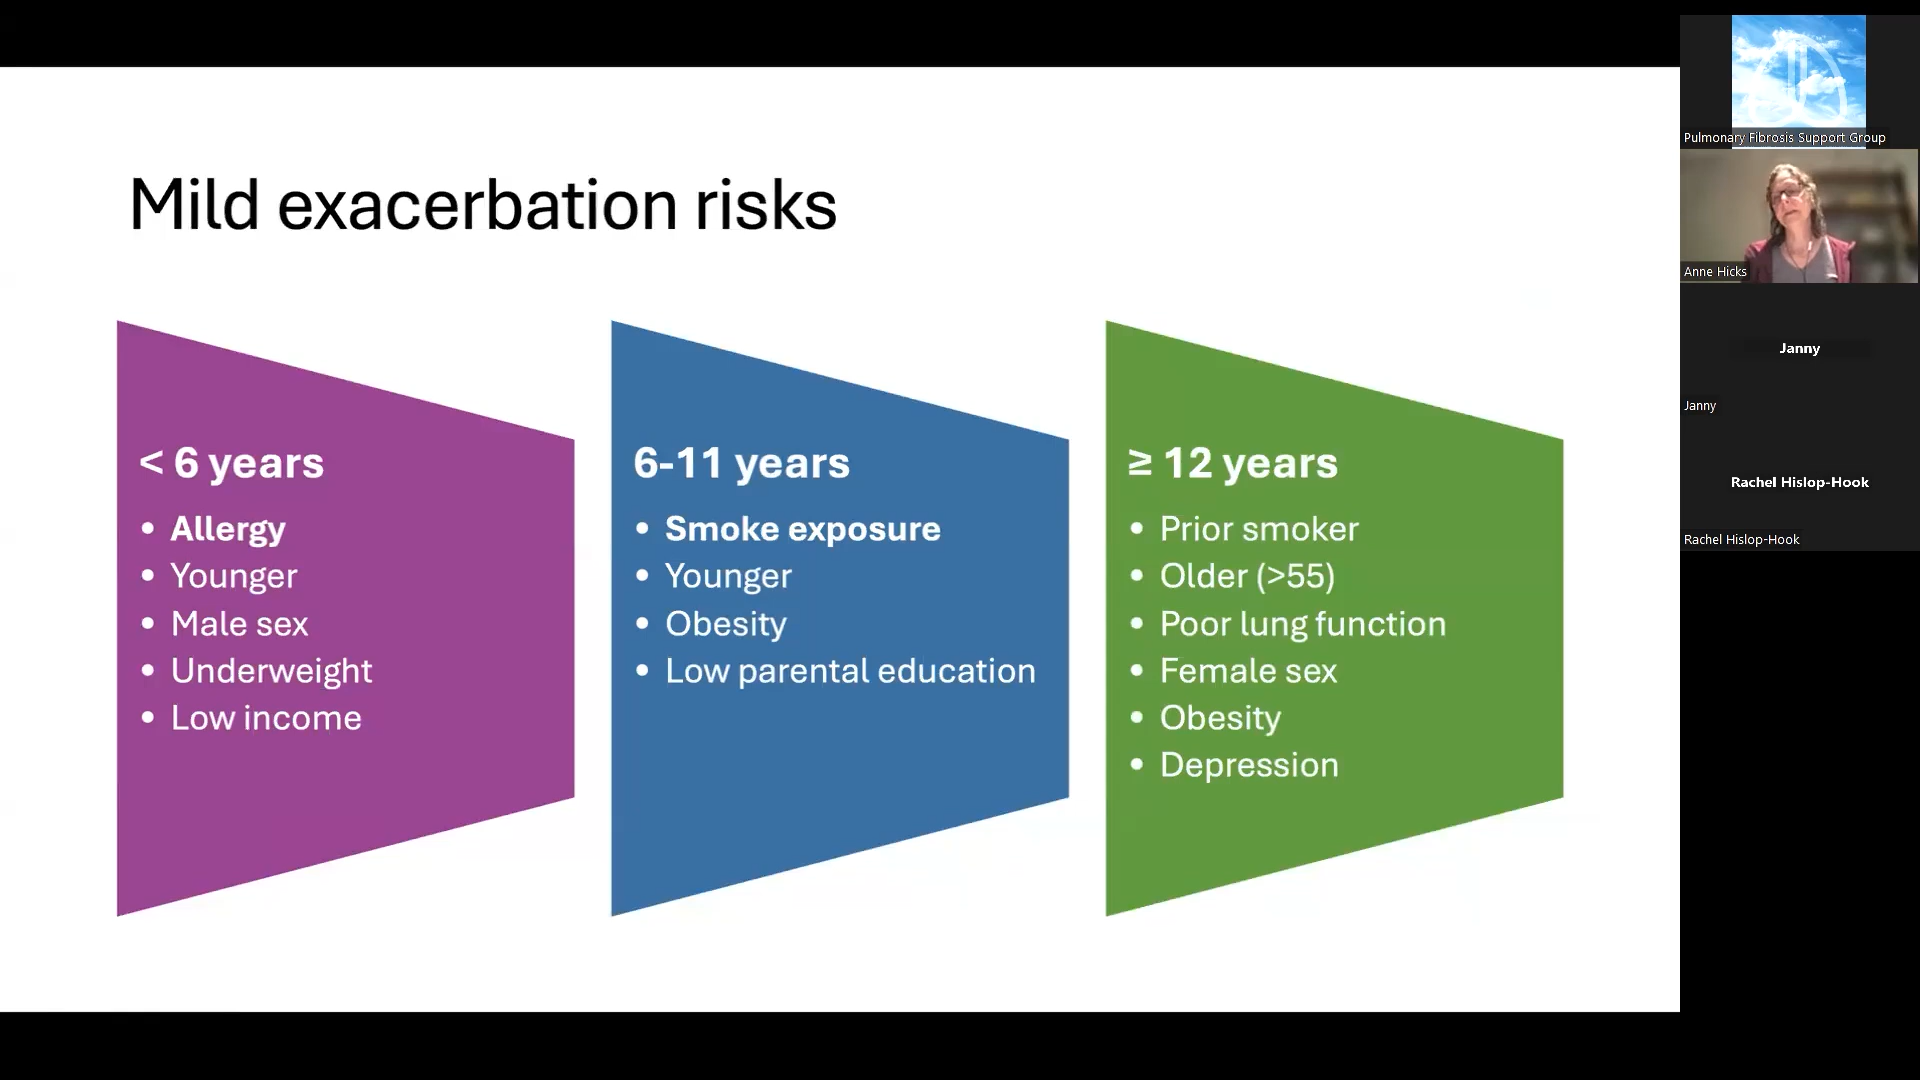 Mild exacerbation risks
< 6 years
• Allergy
• Younger
• Male sex
• Underweight
• Low income
6-11 years
• Smoke exposure
• Younger
• Obesity
• Low parental education
≥ 12 years
• Prior smoker
• Older (>55)
• Poor lung function
• Female sex
• Obesity
• Depression
Pulmonary Fibrosis Support Group
Anne Hicks
Janny
Janny
Rachel Hislop-Hook
Rachel Hislop-Hook